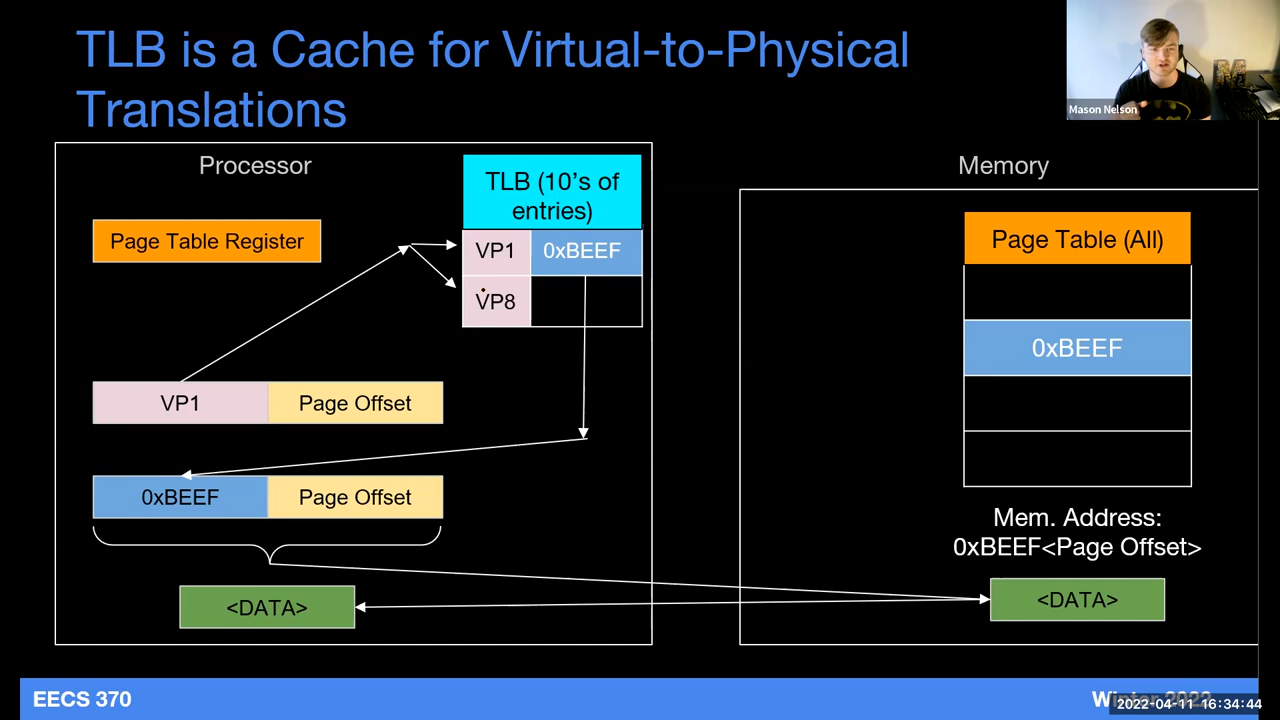 TLB is a Cache for Virtual-to-Physical
Translations
Mason Nelson
Processor
Memory
TLB (10's of
entries)
Page Table Register
VP1 0xBEEF
VP8
Page Table (All)
0xBEEF
VP1 Page Offset
0xBEEF Page Offset
Mem. Address:
0xBEEF<Page Offset>
<DATA>
<DATA>
EECS 370
Winter 2022
2022-04-11 16:34:44